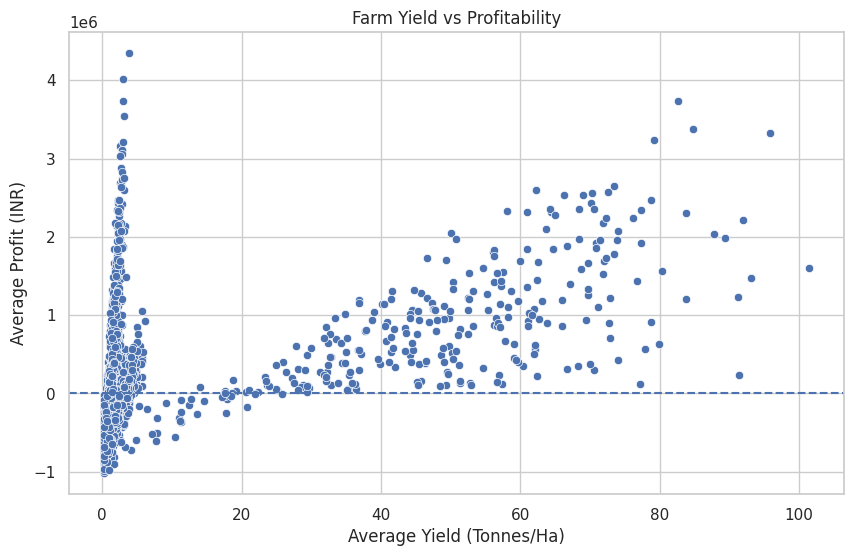 Farm Yield vs Profitability
1e6
4
3
2
1
0
−1
0 20 40 60 80 100
Average Yield (Tonnes/Ha)
Average Profit (INR)